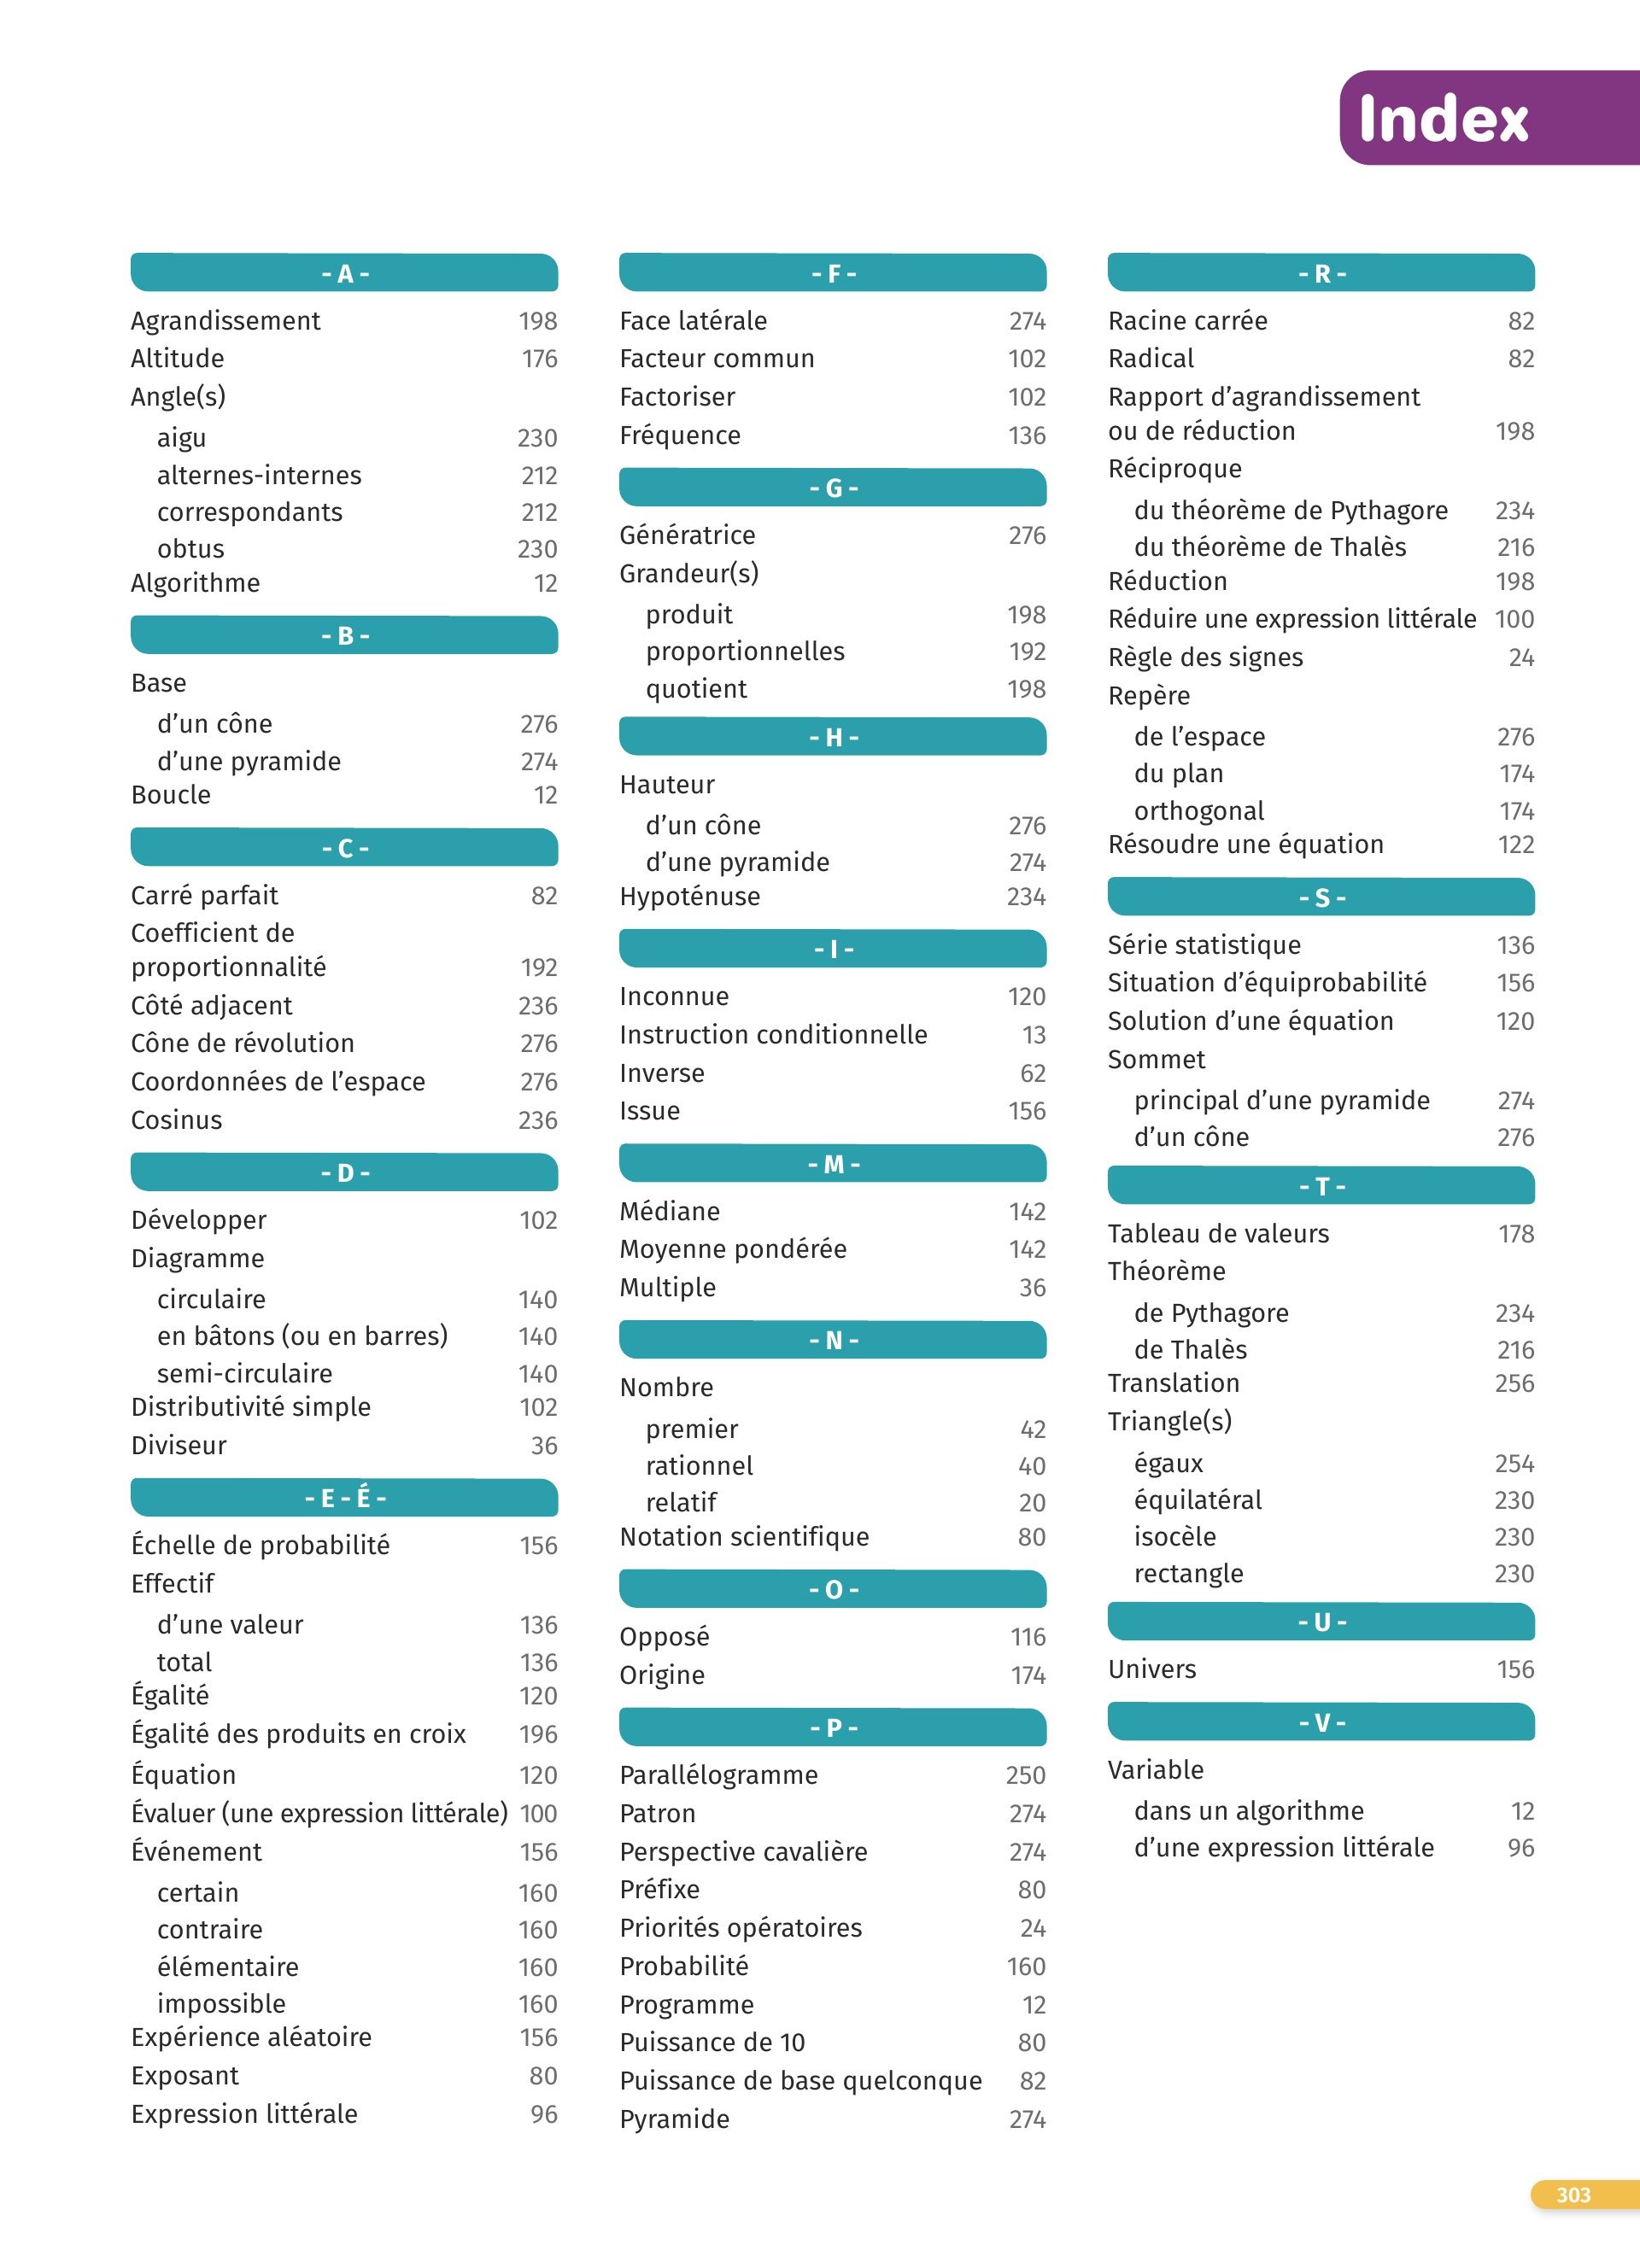 Index
- A -
Agrandissement 198
Altitude 176
Angle(s)
aigu 230
alternes-internes 212
correspondants 212
obtus 230
Algorithme 12
- B -
Base
d’un cône 276
d’une pyramide 274
Boucle 12
- C -
Carré parfait 82
Coefficient de
proportionnalité 192
Côté adjacent 236
Cône de révolution 276
Coordonnées de l’espace 276
Cosinus 236
- D -
Développer 102
Diagramme
circulaire 140
en bâtons (ou en barres) 140
semi-circulaire 140
Distributivité simple 102
Diviseur 36
- E - É -
Échelle de probabilité 156
Effectif
d’une valeur 136
total 136
Égalité 120
Égalité des produits en croix 196
Équation 120
Évaluer (une expression littérale) 100
Événement 156
certain 160
contraire 160
élémentaire 160
impossible 160
Expérience aléatoire 156
Exposant 80
Expression littérale 96
- F -
Face latérale 274
Facteur commun 102
Factoriser 102
Fréquence 136
- G -
Génératrice 276
Grandeur(s)
produit 198
proportionnelles 192
quotient 198
- H -
Hauteur
d’un cône 276
d’une pyramide 274
Hypoténuse 234
- I -
Inconnue 120
Instruction conditionnelle 13
Inverse 62
Issue 156
- M -
Médiane 142
Moyenne pondérée 142
Multiple 36
- N -
Nombre
premier 42
rationnel 40
relatif 20
Notation scientifique 80
- O -
Opposé 116
Origine 174
- P -
Parallélogramme 250
Patron 274
Perspective cavalière 274
Préfixe 80
Priorités opératoires 24
Probabilité 160
Programme 12
Puissance de 10 80
Puissance de base quelconque 82
Pyramide 274
- R -
Racine carrée 82
Radical 82
Rapport d’agrandissement
ou de réduction 198
Réciproque
du théorème de Pythagore 234
du théorème de Thalès 216
Réduction 198
Réduire une expression littérale 100
Règle des signes 24
Repère
de l’espace 276
du plan 174
orthogonal 174
Résoudre une équation 122
- S -
Série statistique 136
Situation d’équiprobabilité 156
Solution d’une équation 120
Sommet
principal d’une pyramide 274
d’un cône 276
- T -
Tableau de valeurs 178
Théorème
de Pythagore 234
de Thalès 216
Translation 256
Triangle(s)
égaux 254
équilatéral 230
isocèle 230
rectangle 230
- U -
Univers 156
- V -
Variable
dans un algorithme 12
d’une expression littérale 96
303